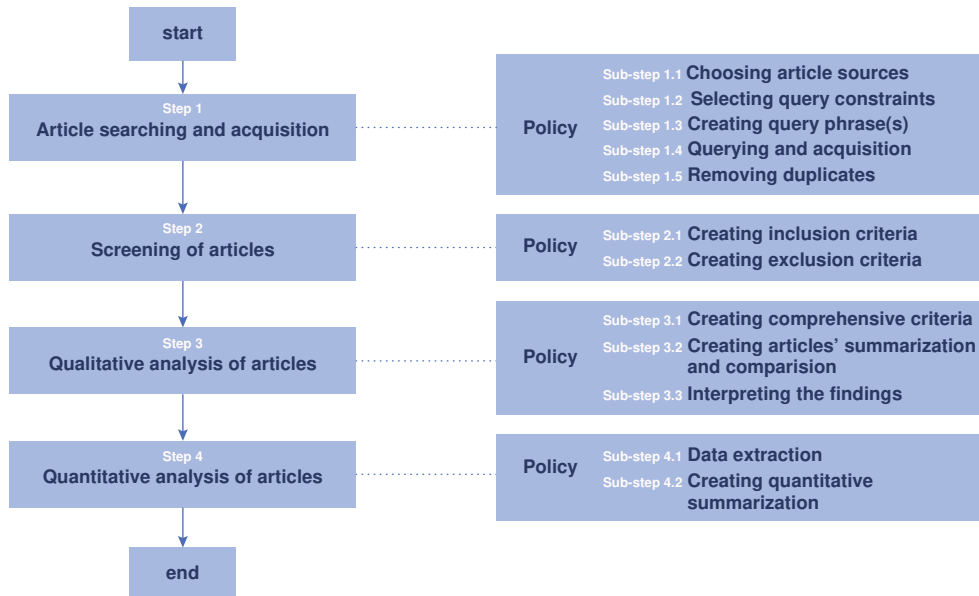 start
Step 1
Article searching and acquisition
Policy
Sub-step 1.1 Choosing article sources
Sub-step 1.2 Selecting query constraints
Sub-step 1.3 Creating query phrase(s)
Sub-step 1.4 Querying and acquisition
Sub-step 1.5 Removing duplicates
Step 2
Screening of articles
Policy
Sub-step 2.1 Creating inclusion criteria
Sub-step 2.2 Creating exclusion criteria
Step 3
Qualitative analysis of articles
Policy
Sub-step 3.1 Creating comprehensive criteria
Sub-step 3.2 Creating articles’ summarization
and comparision
Sub-step 3.3 Interpreting the findings
Step 4
Quantitative analysis of articles
Policy
Sub-step 4.1 Data extraction
Sub-step 4.2 Creating quantitative
summarization
end